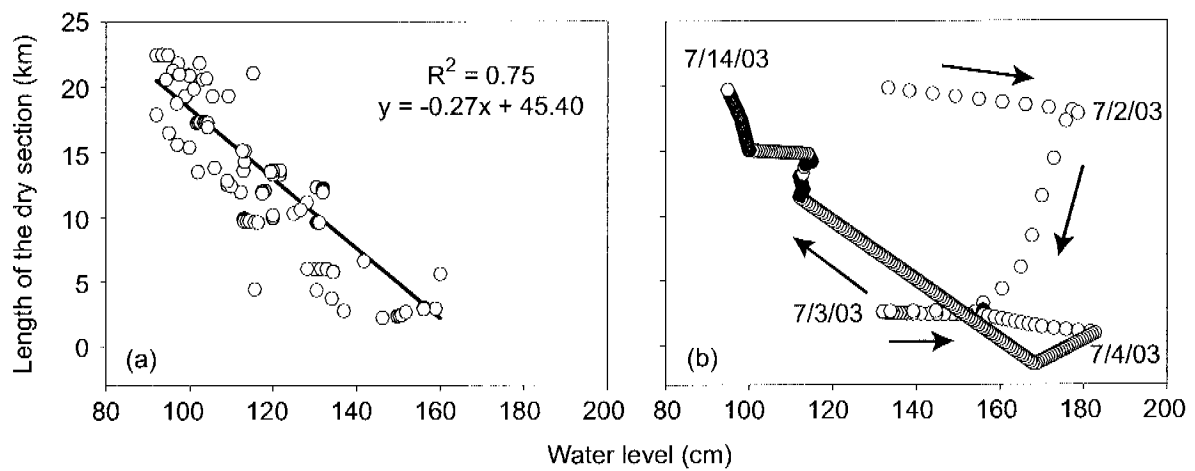 Length of the dry section (km)
25
20
15
10
5
0
R² = 0.75
y = -0.27x + 45.40
(a)
80 100 120 140 160 180 200
7/14/03
7/2/03
7/3/03
7/4/03
(b)
80 100 120 140 160 180 200
Water level (cm)